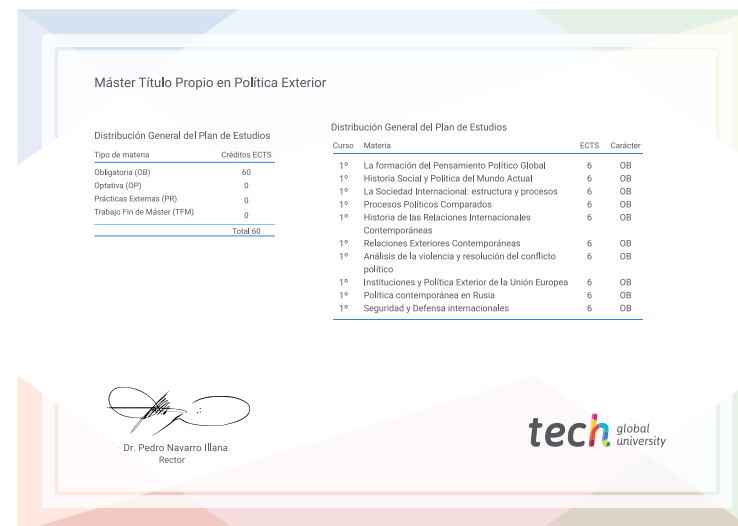 Máster Título Propio en Política Exterior
Distribución General del Plan de Estudios
Tipo de materia Créditos ECTS
Obligatoria (OB) 60
Optativa (OP) 0
Prácticas Externas (PR) 0
Trabajo Fin de Máster (TFM) 0
Total 60
Distribución General del Plan de Estudios
Curso Materia ECTS Carácter
1º La formación del Pensamiento Político Global 6 OB
1º Historia Social y Política del Mundo Actual 6 OB
1º La Sociedad Internacional: estructura y procesos 6 OB
1º Procesos Políticos Comparados 6 OB
1º Historia de las Relaciones Internacionales 6 OB
Contemporáneas
1º Relaciones Exteriores Contemporáneas 6 OB
1º Análisis de la violencia y resolución del conflicto 6 OB
político
1º Instituciones y Política Exterior de la Unión Europea 6 OB
1º Política contemporánea en Rusia 6 OB
1º Seguridad y Defensa internacionales 6 OB
Dr. Pedro Navarro Illana
Rector
tech global
university